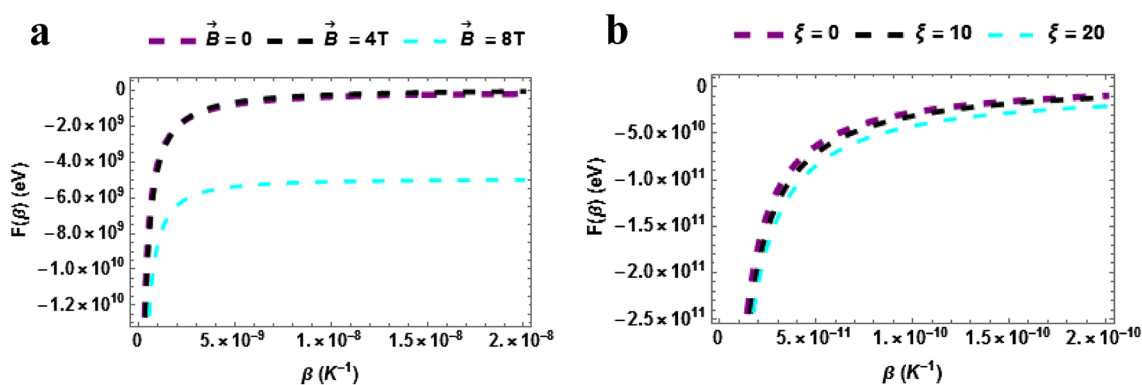 a
B⃗ = 0 B⃗ = 4T B⃗ = 8T
0
−2.0×10⁹
−4.0×10⁹
−6.0×10⁹
−8.0×10⁹
−1.0×10¹⁰
−1.2×10¹⁰
F(β) (eV)
0 5.×10⁻⁹ 1.×10⁻⁸ 1.5×10⁻⁸ 2.×10⁻⁸
β (K⁻¹)
b
ξ = 0 ξ = 10 ξ = 20
0
−5.0×10¹⁰
−1.0×10¹¹
−1.5×10¹¹
−2.0×10¹¹
−2.5×10¹¹
F(β) (eV)
0 5.×10⁻¹¹ 1.×10⁻¹⁰ 1.5×10⁻¹⁰ 2.×10⁻¹⁰
β (K⁻¹)